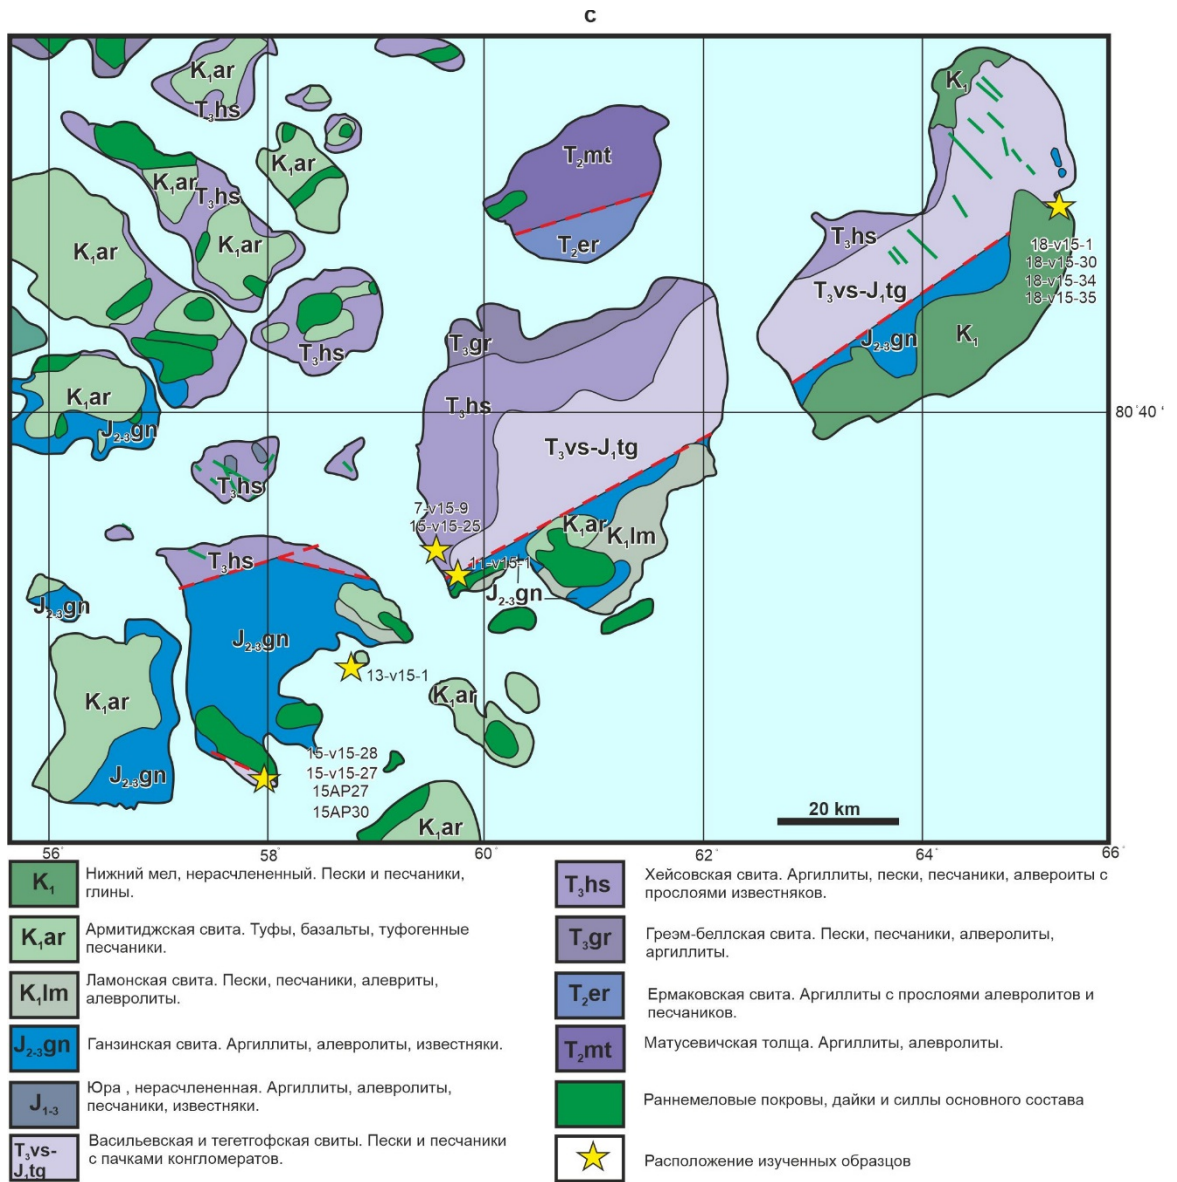 С
K₁ar
T₃hs
K₁
T₂mt
K₁ar
K₁ar
T₃hs
K₁ar
K₁ar
T₂er
T₃hs
18-v15-1
18-v15-30
18-v15-34
18-v15-35
T₃vs-J₁tg
T₃gr
T₃hs
J₂₋₃gn
K₁
K₁ar
T₃hs
80°40'
J₂₋₃gn
T₃vs-J₁tg
T₃hs
7-v15-9
15-v15-25
K₁ar
K₁lm
T₃hs
11-v15-1
J₂₋₃gn
J₂₋₃gn
J₂₋₃gn
13-v15-1
K₁ar
K₁ar
15-v15-28
15-v15-27
15AP27
15AP30
J₂₋₃gn
20 km
K₁ar
56° 58° 60° 62° 64° 66°
K₁
Нижний мел, нерасчлененный. Пески и песчаники,
глины.
K₁ar
Армитиджская свита. Туфы, базальты, туфогенные
песчаники.
K₁lm
Ламонская свита. Пески, песчаники, алевриты,
алевролиты.
J₂₋₃gn
Ганзинская свита. Аргиллиты, алевролиты, известняки.
J₁₋₃
Юра , нерасчлененная. Аргиллиты, алевролиты,
песчаники, известняки.
T₃vs-
J₁tg
Васильевская и тегетгофская свиты. Пески и песчаники
с пачками конгломератов.
T₃hs
Хейсовская свита. Аргиллиты, пески, песчаники, алвероиты с
прослоями известняков.
T₃gr
Греэм-беллская свита. Пески, песчаники, алверолиты,
аргиллиты.
T₂er
Ермаковская свита. Аргиллиты с прослоями алевролитов и
песчаников.
T₂mt
Матусевичская толща. Аргиллиты, алевролиты.
Раннемеловые покровы, дайки и силлы основного состава
Расположение изученных образцов